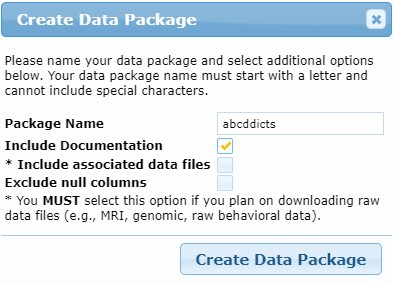 Create Data Package
Please name your data package and select additional options
below. Your data package name must start with a letter and
cannot include special characters.
Package Name abcddicts
Include Documentation
* Include associated data files
Exclude null columns
* You MUST select this option if you plan on downloading raw
data files (e.g., MRI, genomic, raw behavioral data).
Create Data Package